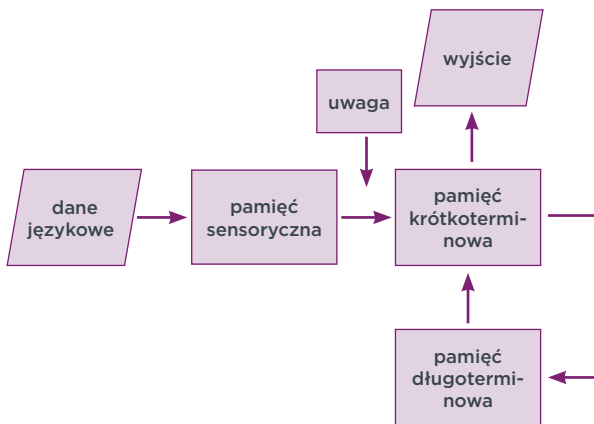 wyjście
uwaga
dane
językowe
pamięć
sensoryczna
pamięć
krótkotermi-
nowa
pamięć
długotermi-
nowa